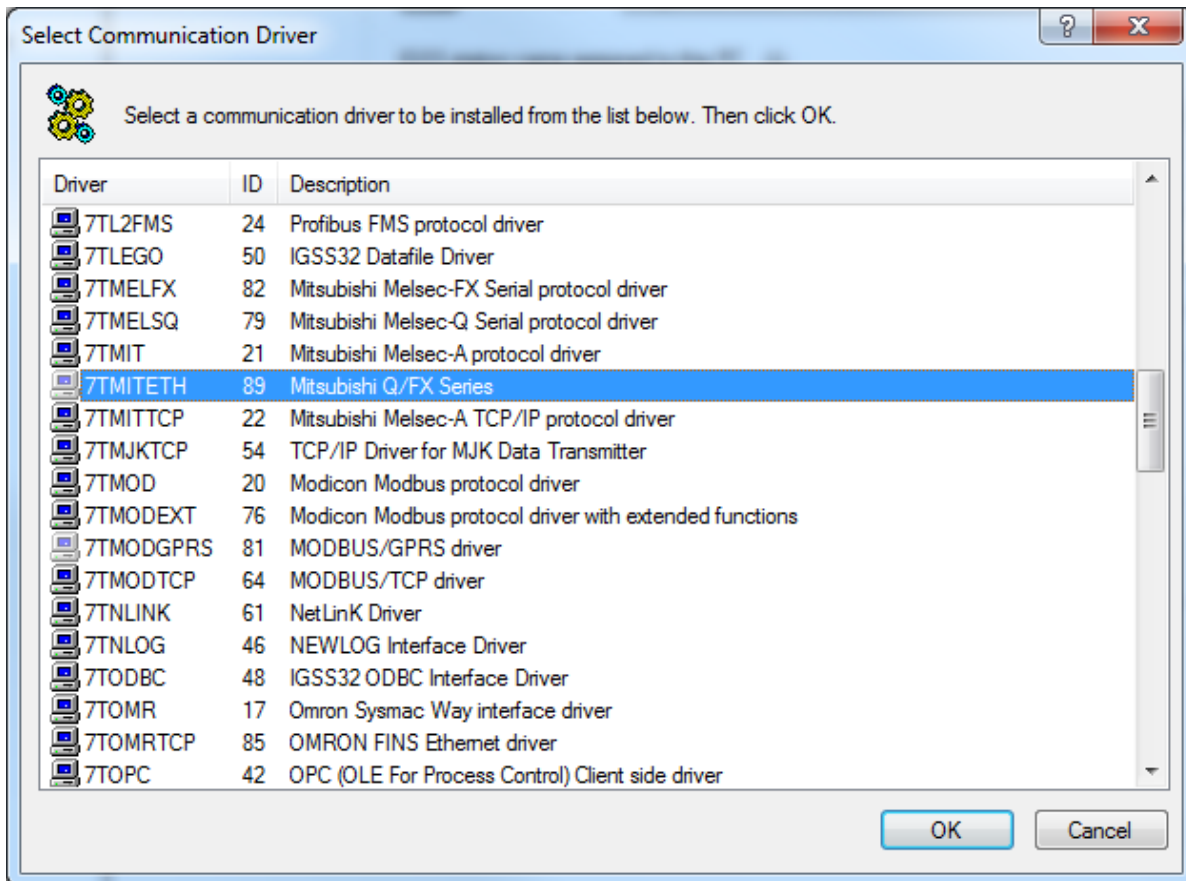 Select Communication Driver
Select a communication driver to be installed from the list below. Then click OK.
Driver ID Description
7TL2FMS 24 Profibus FMS protocol driver
7TLEGO 50 IGSS32 Datafile Driver
7TMELFX 82 Mitsubishi Melsec-FX Serial protocol driver
7TMELSQ 79 Mitsubishi Melsec-Q Serial protocol driver
7TMIT 21 Mitsubishi Melsec-A protocol driver
7TMITETH 89 Mitsubishi Q/FX Series
7TMITTCP 22 Mitsubishi Melsec-A TCP/IP protocol driver
7TMJKTCP 54 TCP/IP Driver for MJK Data Transmitter
7TMOD 20 Modicon Modbus protocol driver
7TMODEXT 76 Modicon Modbus protocol driver with extended functions
7TMODGPRS 81 MODBUS/GPRS driver
7TMODTCP 64 MODBUS/TCP driver
7TNLINK 61 NetLinK Driver
7TNLOG 46 NEWLOG Interface Driver
7TODBC 48 IGSS32 ODBC Interface Driver
7TOMR 17 Omron Sysmac Way interface driver
7TOMRTCP 85 OMRON FINS Ethernet driver
7TOPC 42 OPC (OLE For Process Control) Client side driver
OK Cancel